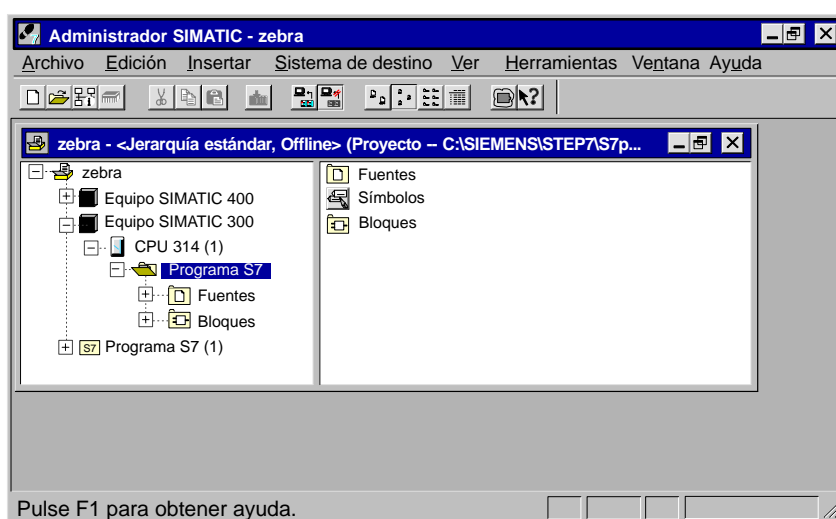 Administrador SIMATIC - zebra
Archivo Edición Insertar Sistema de destino Ver Herramientas Ventana Ayuda
zebra - <Jerarquía estándar, Offline> (Proyecto -- C:\SIEMENS\STEP7\S7p...
zebra
Equipo SIMATIC 400
Equipo SIMATIC 300
CPU 314 (1)
Programa S7
Fuentes
Bloques
S7 Programa S7 (1)
Fuentes
Símbolos
Bloques
Pulse F1 para obtener ayuda.